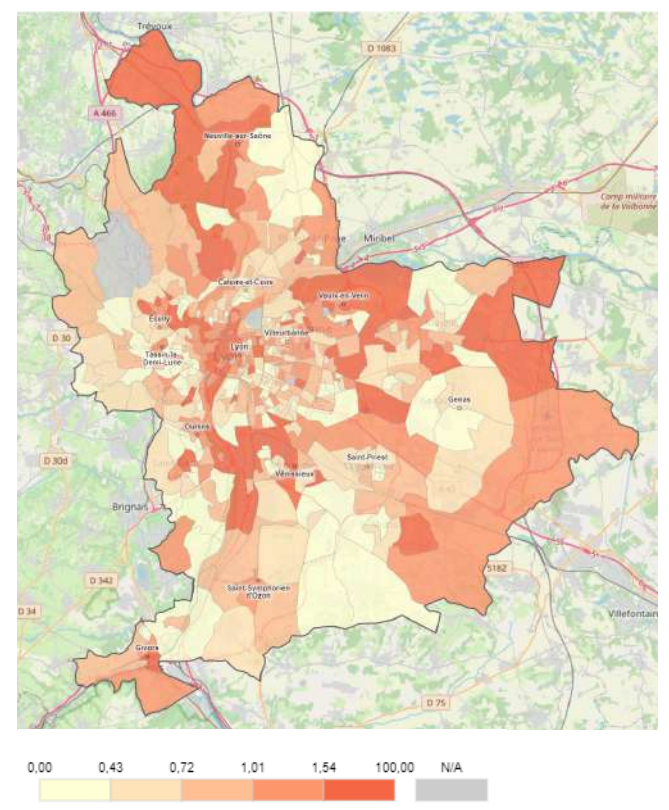 Trévoux
D 1083
A 466
Neuville-sur-Saône
Camp militaire
de la Valbonne
Miribel
Caluire-et-Cuire
Vaulx-en-Velin
Écully
Villeurbanne
D 30
Lyon
Tassin-la-
Demi-Lune
Genas
Oullins
D 30d
Saint-Priest
Vénissieux
Brignais
D 342
Saint-Symphorien
d'Ozon
D 34
Villefontain
Givors
D 75
0,00 0,43 0,72 1,01 1,54 100,00 N/A